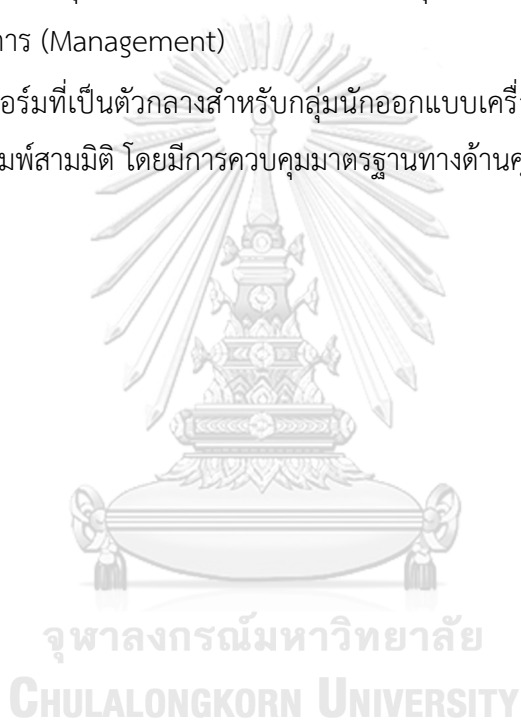 าร (Management)
อร์มที่เป็นตัวกลางสำหรับกลุ่มนักออกแบบเครื่
มพ์สามมิติ โดยมีการควบคุมมาตรฐานทางด้านคุ
จุฬาลงกรณ์มหาวิทยาลัย
CHULALONGKORN UNIVERSITY